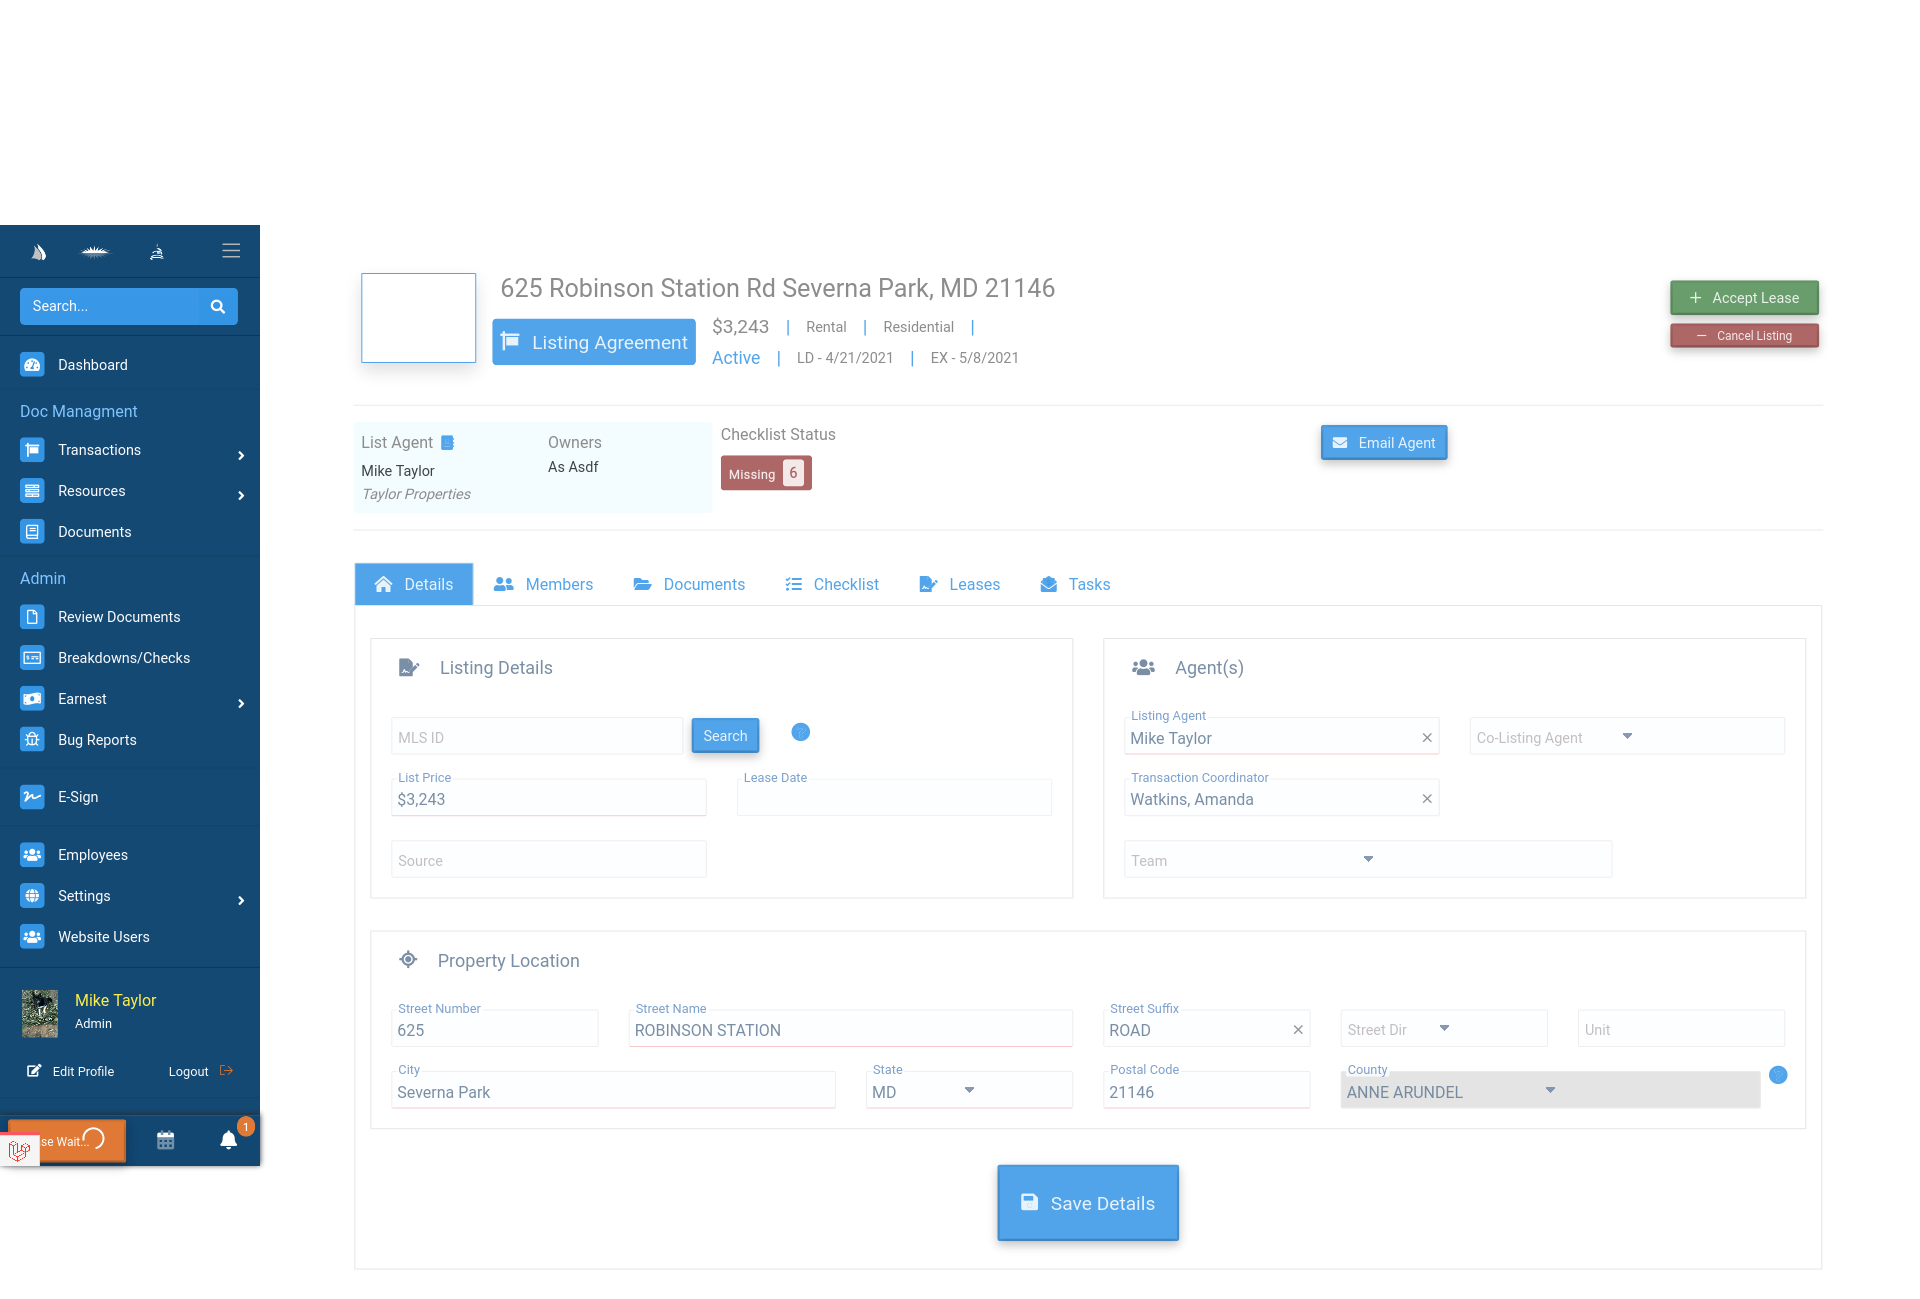 Search...
Dashboard
Doc Managment
Transactions
Resources
Documents
Admin
Review Documents
Breakdowns/Checks
Earnest
Bug Reports
E-Sign
Employees
Settings
Website Users
Mike Taylor
Admin
Edit Profile
Logout
se Wait...
1
625 Robinson Station Rd Severna Park, MD 21146
Listing Agreement
$3,243 | Rental | Residential |
Active | LD - 4/21/2021 | EX - 5/8/2021
+ Accept Lease
− Cancel Listing
List Agent
Mike Taylor
Taylor Properties
Owners
As Asdf
Checklist Status
Missing 6
Email Agent
Details
Members
Documents
Checklist
Leases
Tasks
Listing Details
MLS ID
Search
List Price
$3,243
Lease Date
Source
Agent(s)
Listing Agent
Mike Taylor ×
Co-Listing Agent
Transaction Coordinator
Watkins, Amanda ×
Team
Property Location
Street Number
625
Street Name
ROBINSON STATION
Street Suffix
ROAD ×
Street Dir
Unit
City
Severna Park
State
MD
Postal Code
21146
County
ANNE ARUNDEL
Save Details